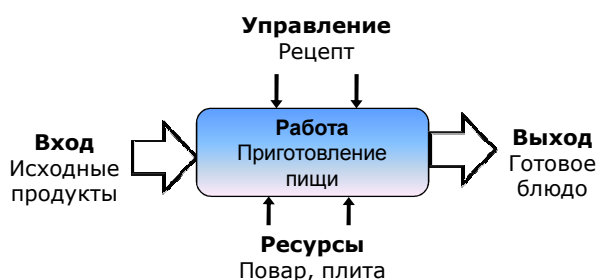 Управление
Рецепт
Работа
Приготовление
пищи
Вход
Исходные
продукты
Выход
Готовое
блюдо
Ресурсы
Повар, плита